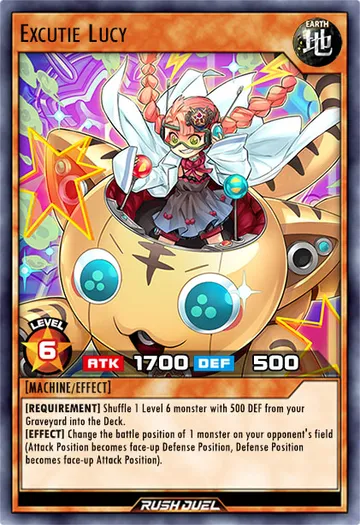 Excutie Lucy
EARTH
地
LEVEL
6
ATK 1700 DEF 500
[MACHINE/EFFECT]
[REQUIREMENT] Shuffle 1 Level 6 monster with 500 DEF from your
Graveyard into the Deck.
[EFFECT] Change the battle position of 1 monster on your opponent's field
(Attack Position becomes face-up Defense Position, Defense Position
becomes face-up Attack Position).
RUSH DUEL